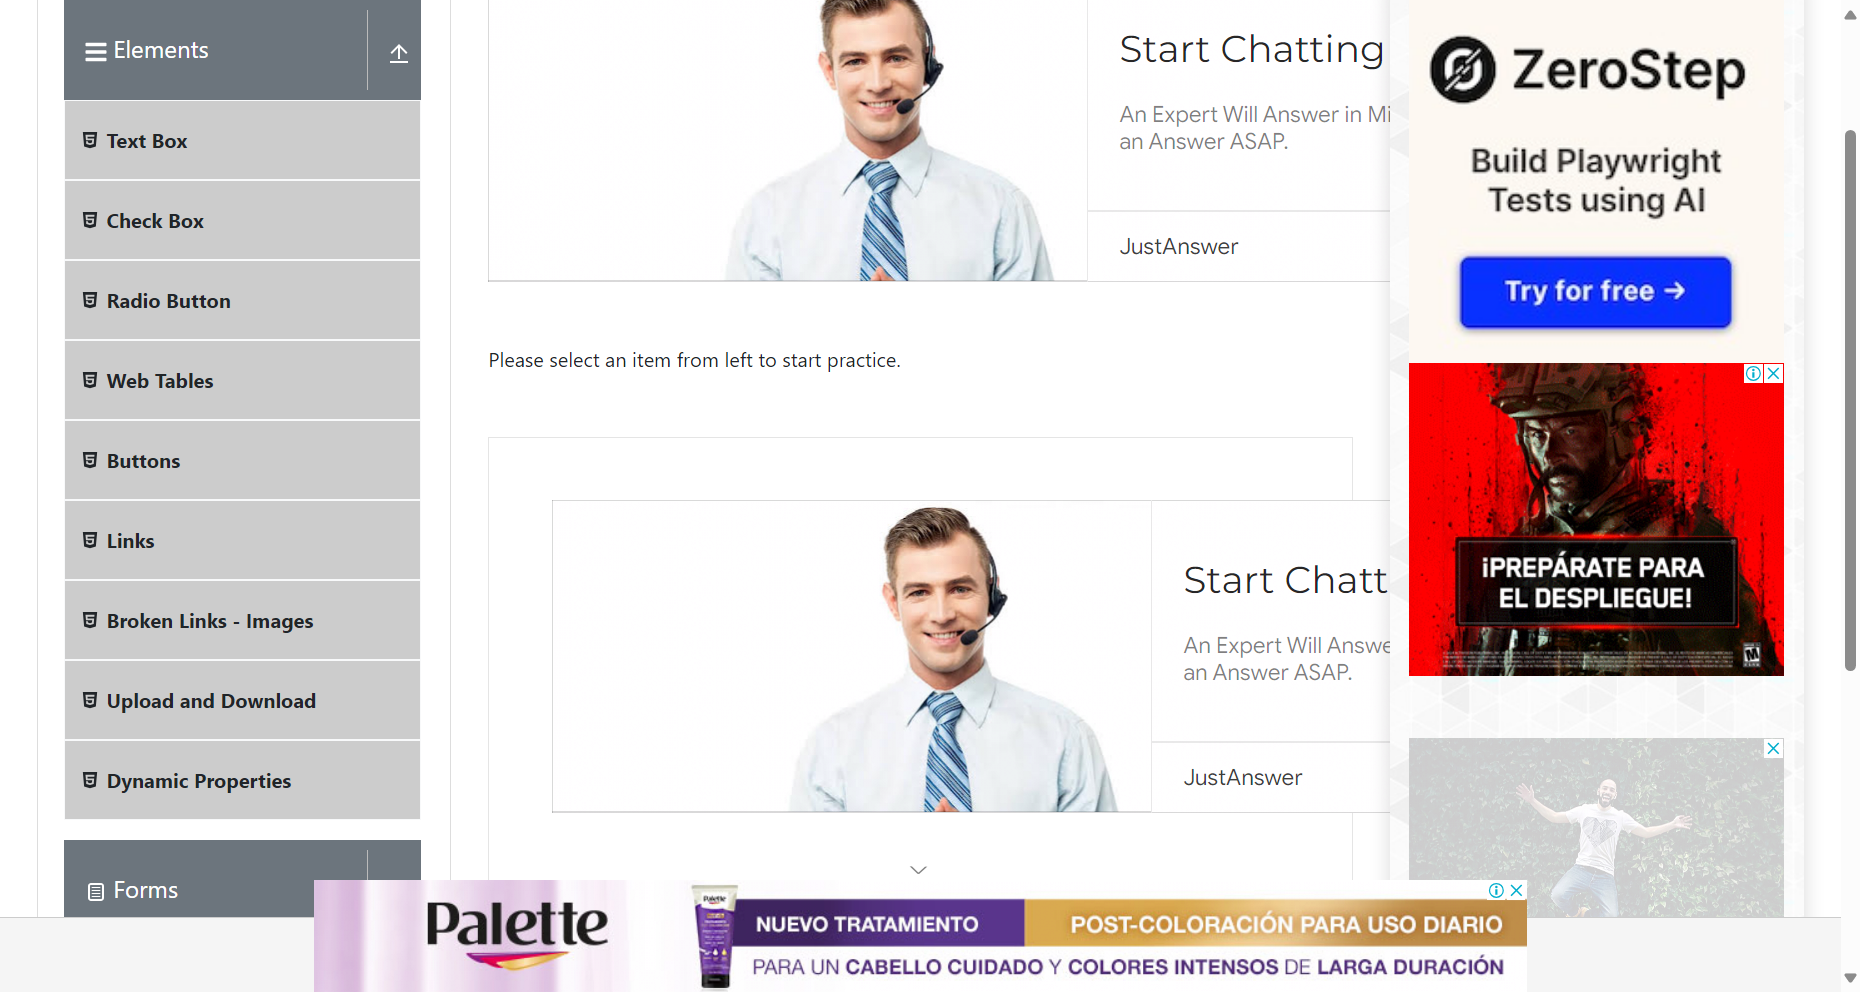 Elements
Text Box
Check Box
Radio Button
Web Tables
Buttons
Links
Broken Links - Images
Upload and Download
Dynamic Properties
Forms
Start Chatting
An Expert Will Answer in Mi
an Answer ASAP.
JustAnswer
Please select an item from left to start practice.
Start Chatt
An Expert Will Answe
an Answer ASAP.
JustAnswer
ZeroStep
Build Playwright
Tests using AI
Try for free →
¡PREPÁRATE PARA
EL DESPLIEGUE!
M
Palette
Palette
NUEVO TRATAMIENTO
POST-COLORACIÓN PARA USO DIARIO
PARA UN CABELLO CUIDADO Y COLORES INTENSOS DE LARGA DURACIÓN